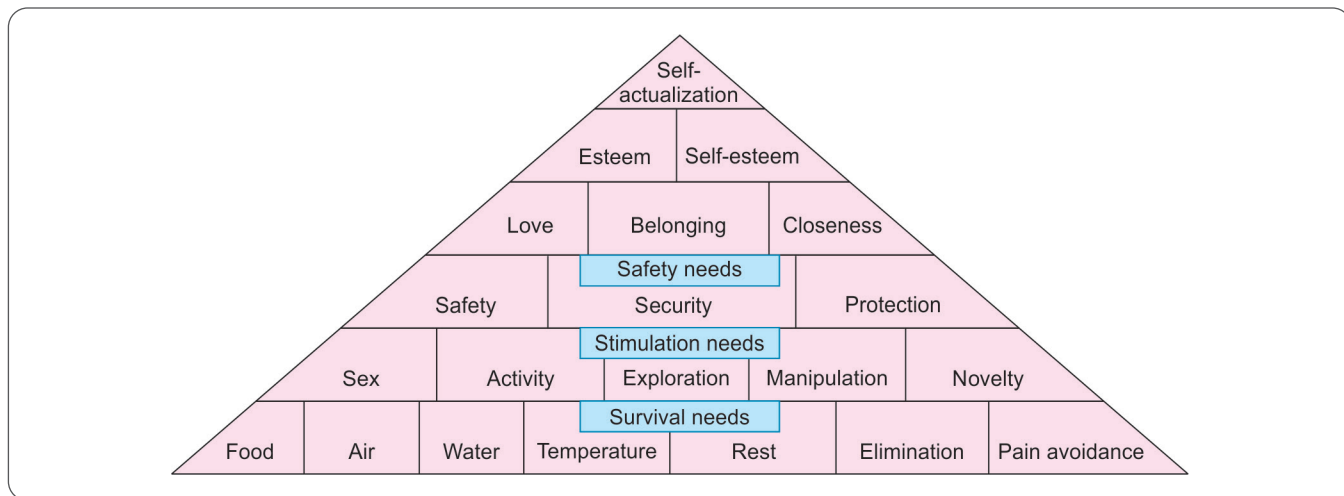 Self-
actualization
Esteem Self-esteem
Love Belonging Closeness
Safety needs
Safety Security Protection
Stimulation needs
Sex Activity Exploration Manipulation Novelty
Survival needs
Food Air Water Temperature Rest Elimination Pain avoidance